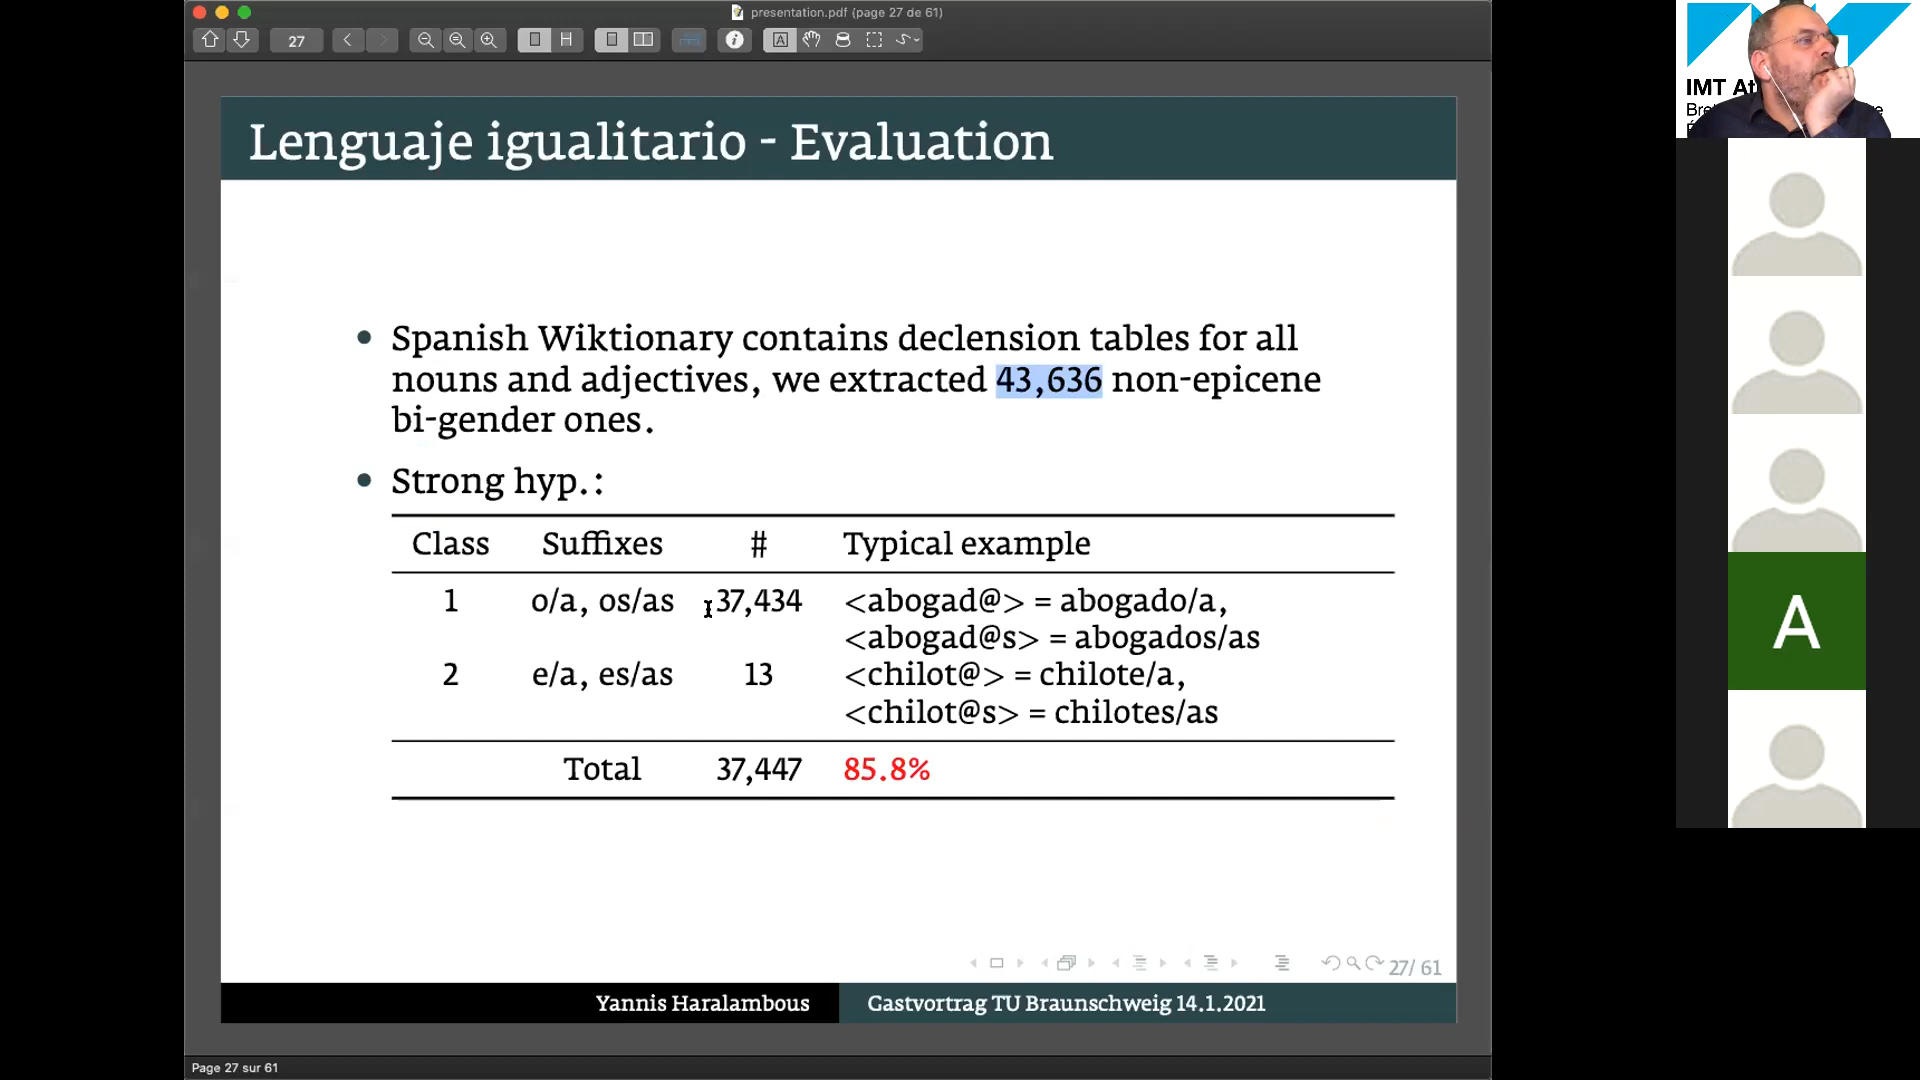 presentation.pdf (page 27 de 61)
27
Lenguaje igualitario - Evaluation
• Spanish Wiktionary contains declension tables for all
nouns and adjectives, we extracted 43,636 non-epicene
bi-gender ones.
• Strong hyp.:
Class Suffixes # Typical example
1 o/a, os/as 37,434 <abogad@> = abogado/a,
<abogad@s> = abogados/as
2 e/a, es/as 13 <chilot@> = chilote/a,
<chilot@s> = chilotes/as
Total 37,447 85.8%
27/ 61
Yannis Haralambous Gastvortrag TU Braunschweig 14.1.2021
Page 27 sur 61
IMT
A